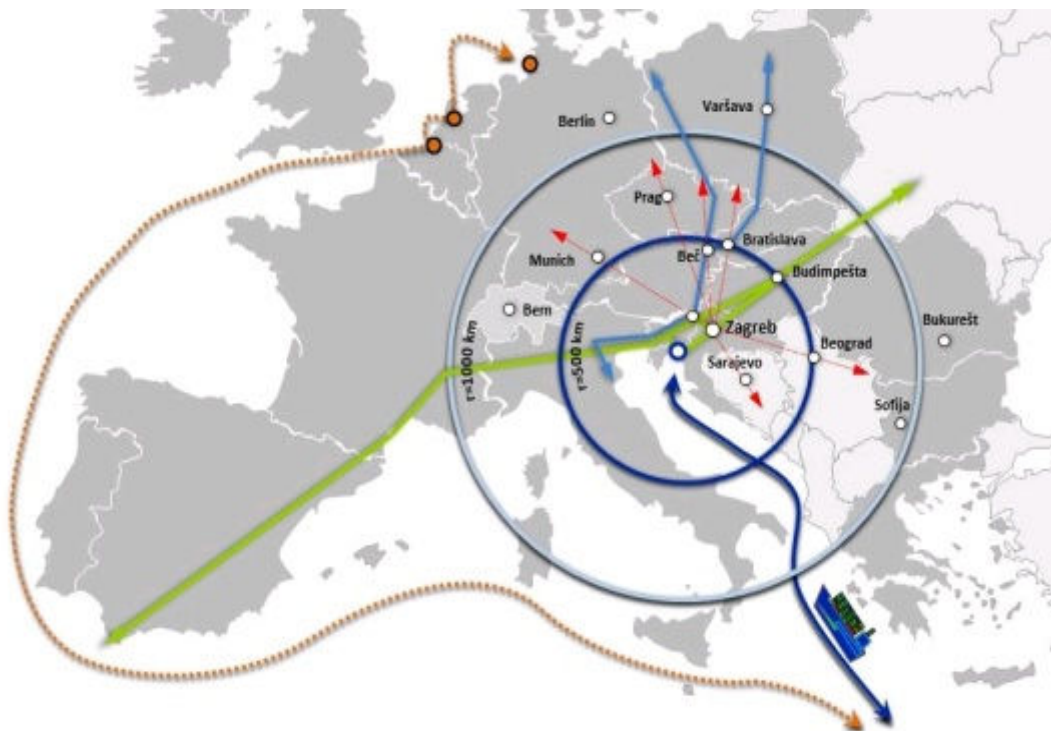 Varšava
Berlin
Prag
Bratislava
Beč
Munich
Budimpešta
Bern
Zagreb
Bukurešt
Beograd
r=1000 km
r=500 km
Sarajevo
Sofija